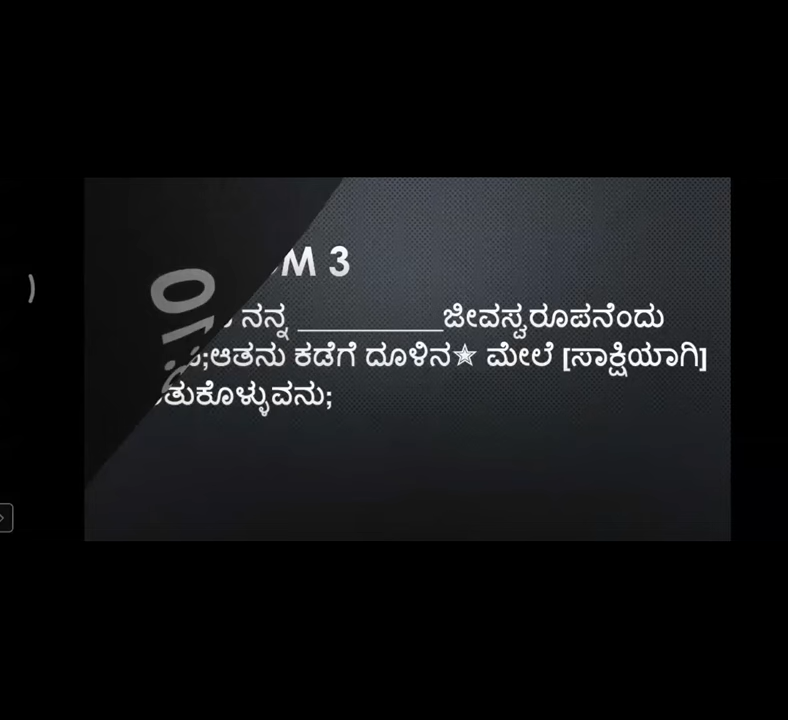 M 3
ನನ್ನ __________ಜೀವಸ್ವರೂಪನೆಂದು
ಆತನು ಕಡೆಗೆ ದೂಳಿನ✯ ಮೇಲೆ [ಸಾಕ್ಷಿಯಾಗಿ]
ತುಕೊಳ್ಳುವನು;